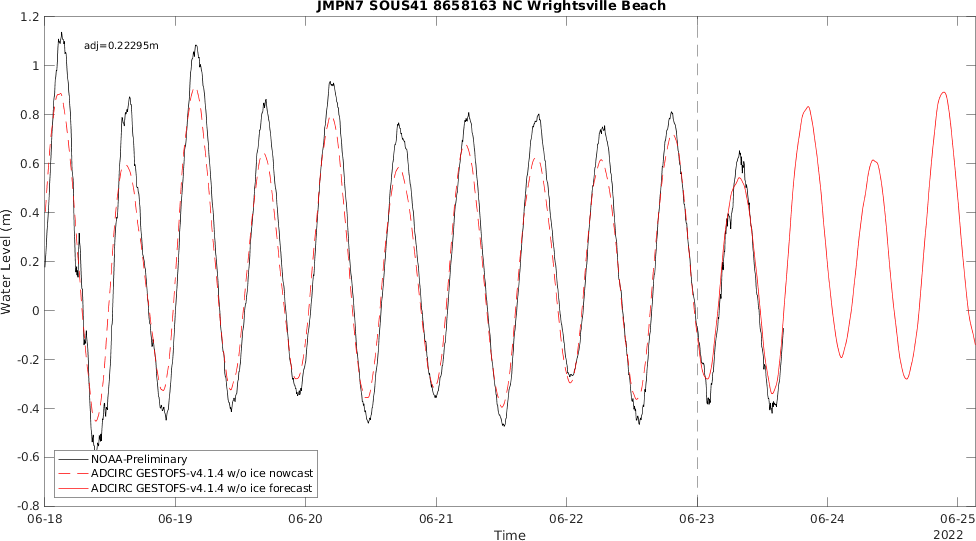 JMPN7 SOUS41 8658163 NC Wrightsville Beach
1.2
1
0.8
0.6
0.4
0.2
0
-0.2
-0.4
-0.6
-0.8
Water Level (m)
adj=0.22295m
NOAA-Preliminary
ADCIRC GESTOFS-v4.1.4 w/o ice nowcast
ADCIRC GESTOFS-v4.1.4 w/o ice forecast
06-18 06-19 06-20 06-21 06-22 06-23 06-24 06-25
Time
2022